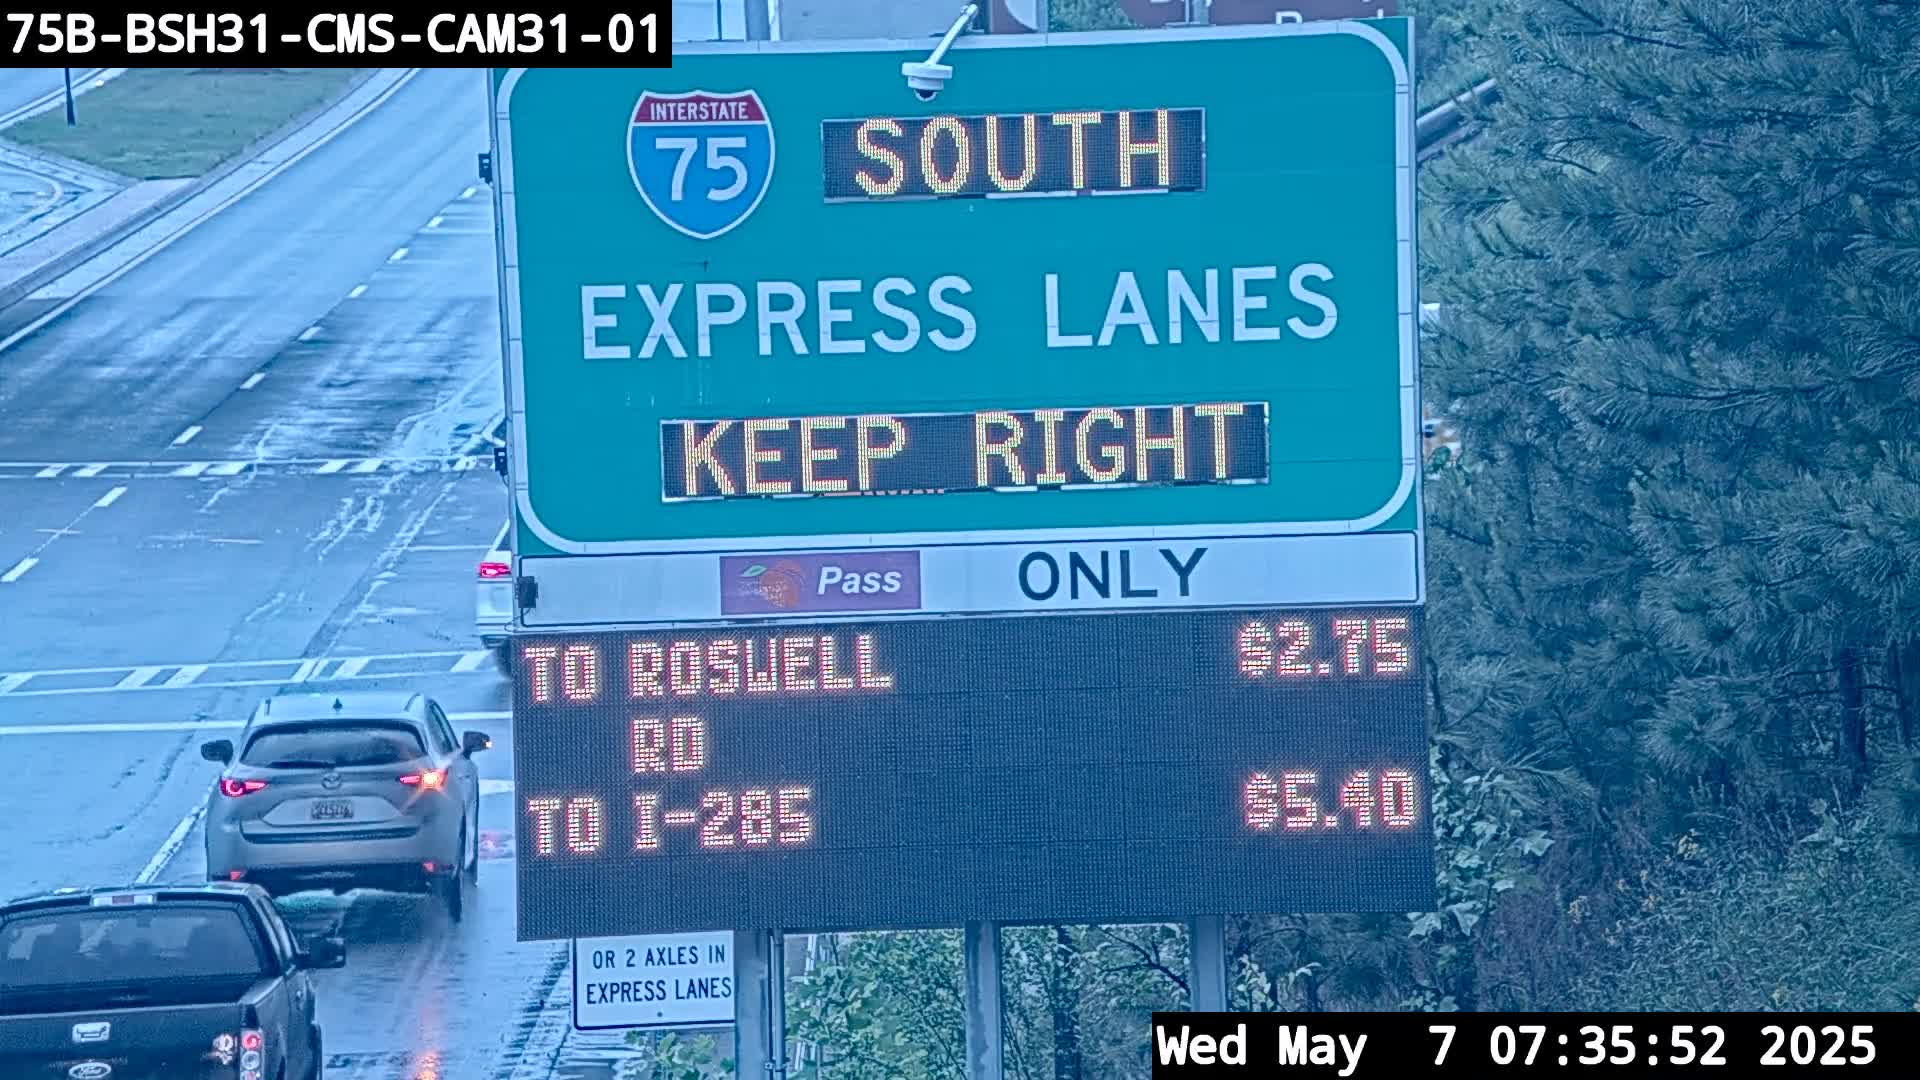 75B-BSH31-CMS-CAM31-01
INTERSTATE
75
SOUTH
EXPRESS LANES
KEEP RIGHT
Pass ONLY
TO ROSWELL $2.75
RD
TO I-285 $5.40
OR 2 AXLES IN
EXPRESS LANES
Ford
Wed May 7 07:35:52 2025